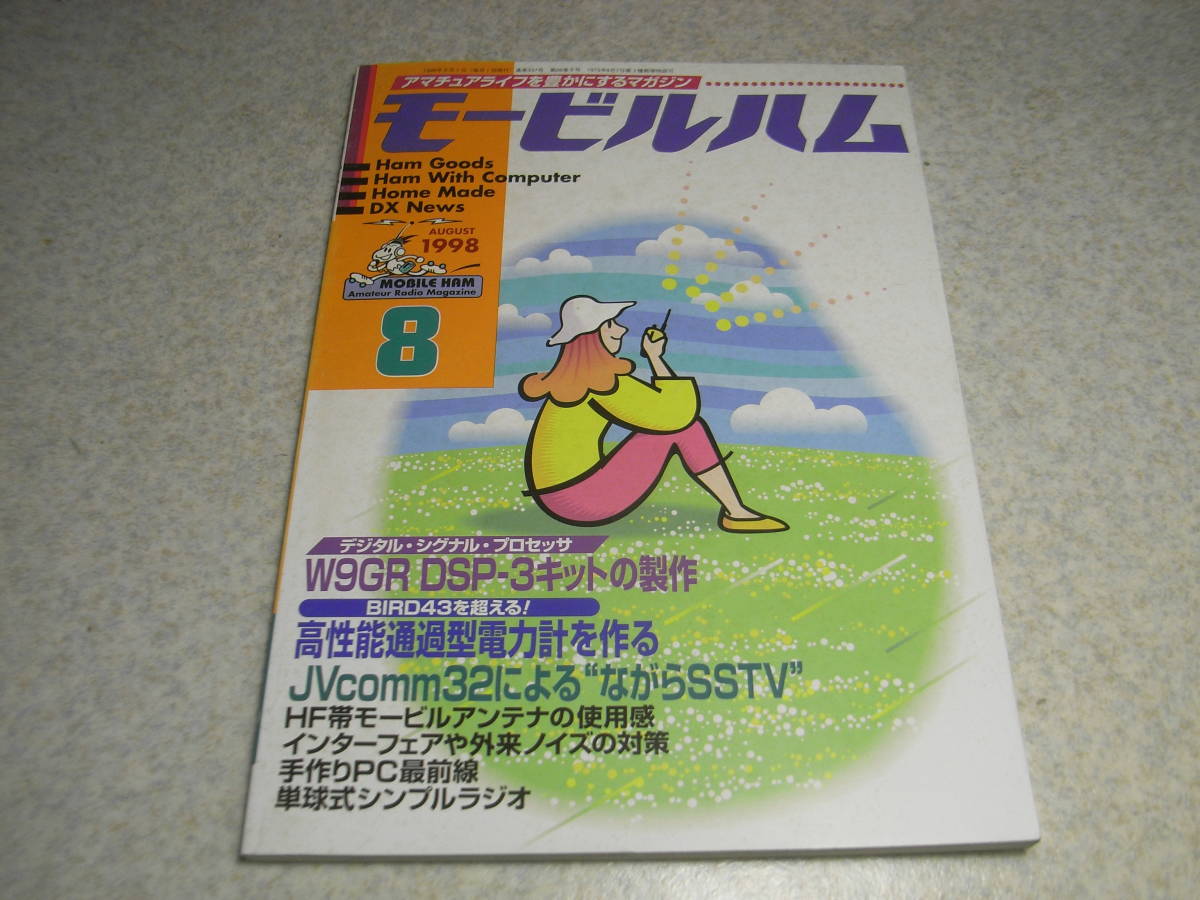 アマチュアライフを豊かにするマガジン
モービルハム
Ham Goods
Ham With Computer
Home Made
DX News
AUGUST
1998
MOBILE HAM
Amateur Radio Magazine
8
デジタル・シグナル・プロセッサ
W9GR DSP-3キットの製作
BIRD43を超える!
高性能通過型電力計を作る
JVcomm32による“ながらSSTV”
HF帯モービルアンテナの使用感
インターフェアや外来ノイズの対策
手作りPC最前線
単球式シンプルラジオ